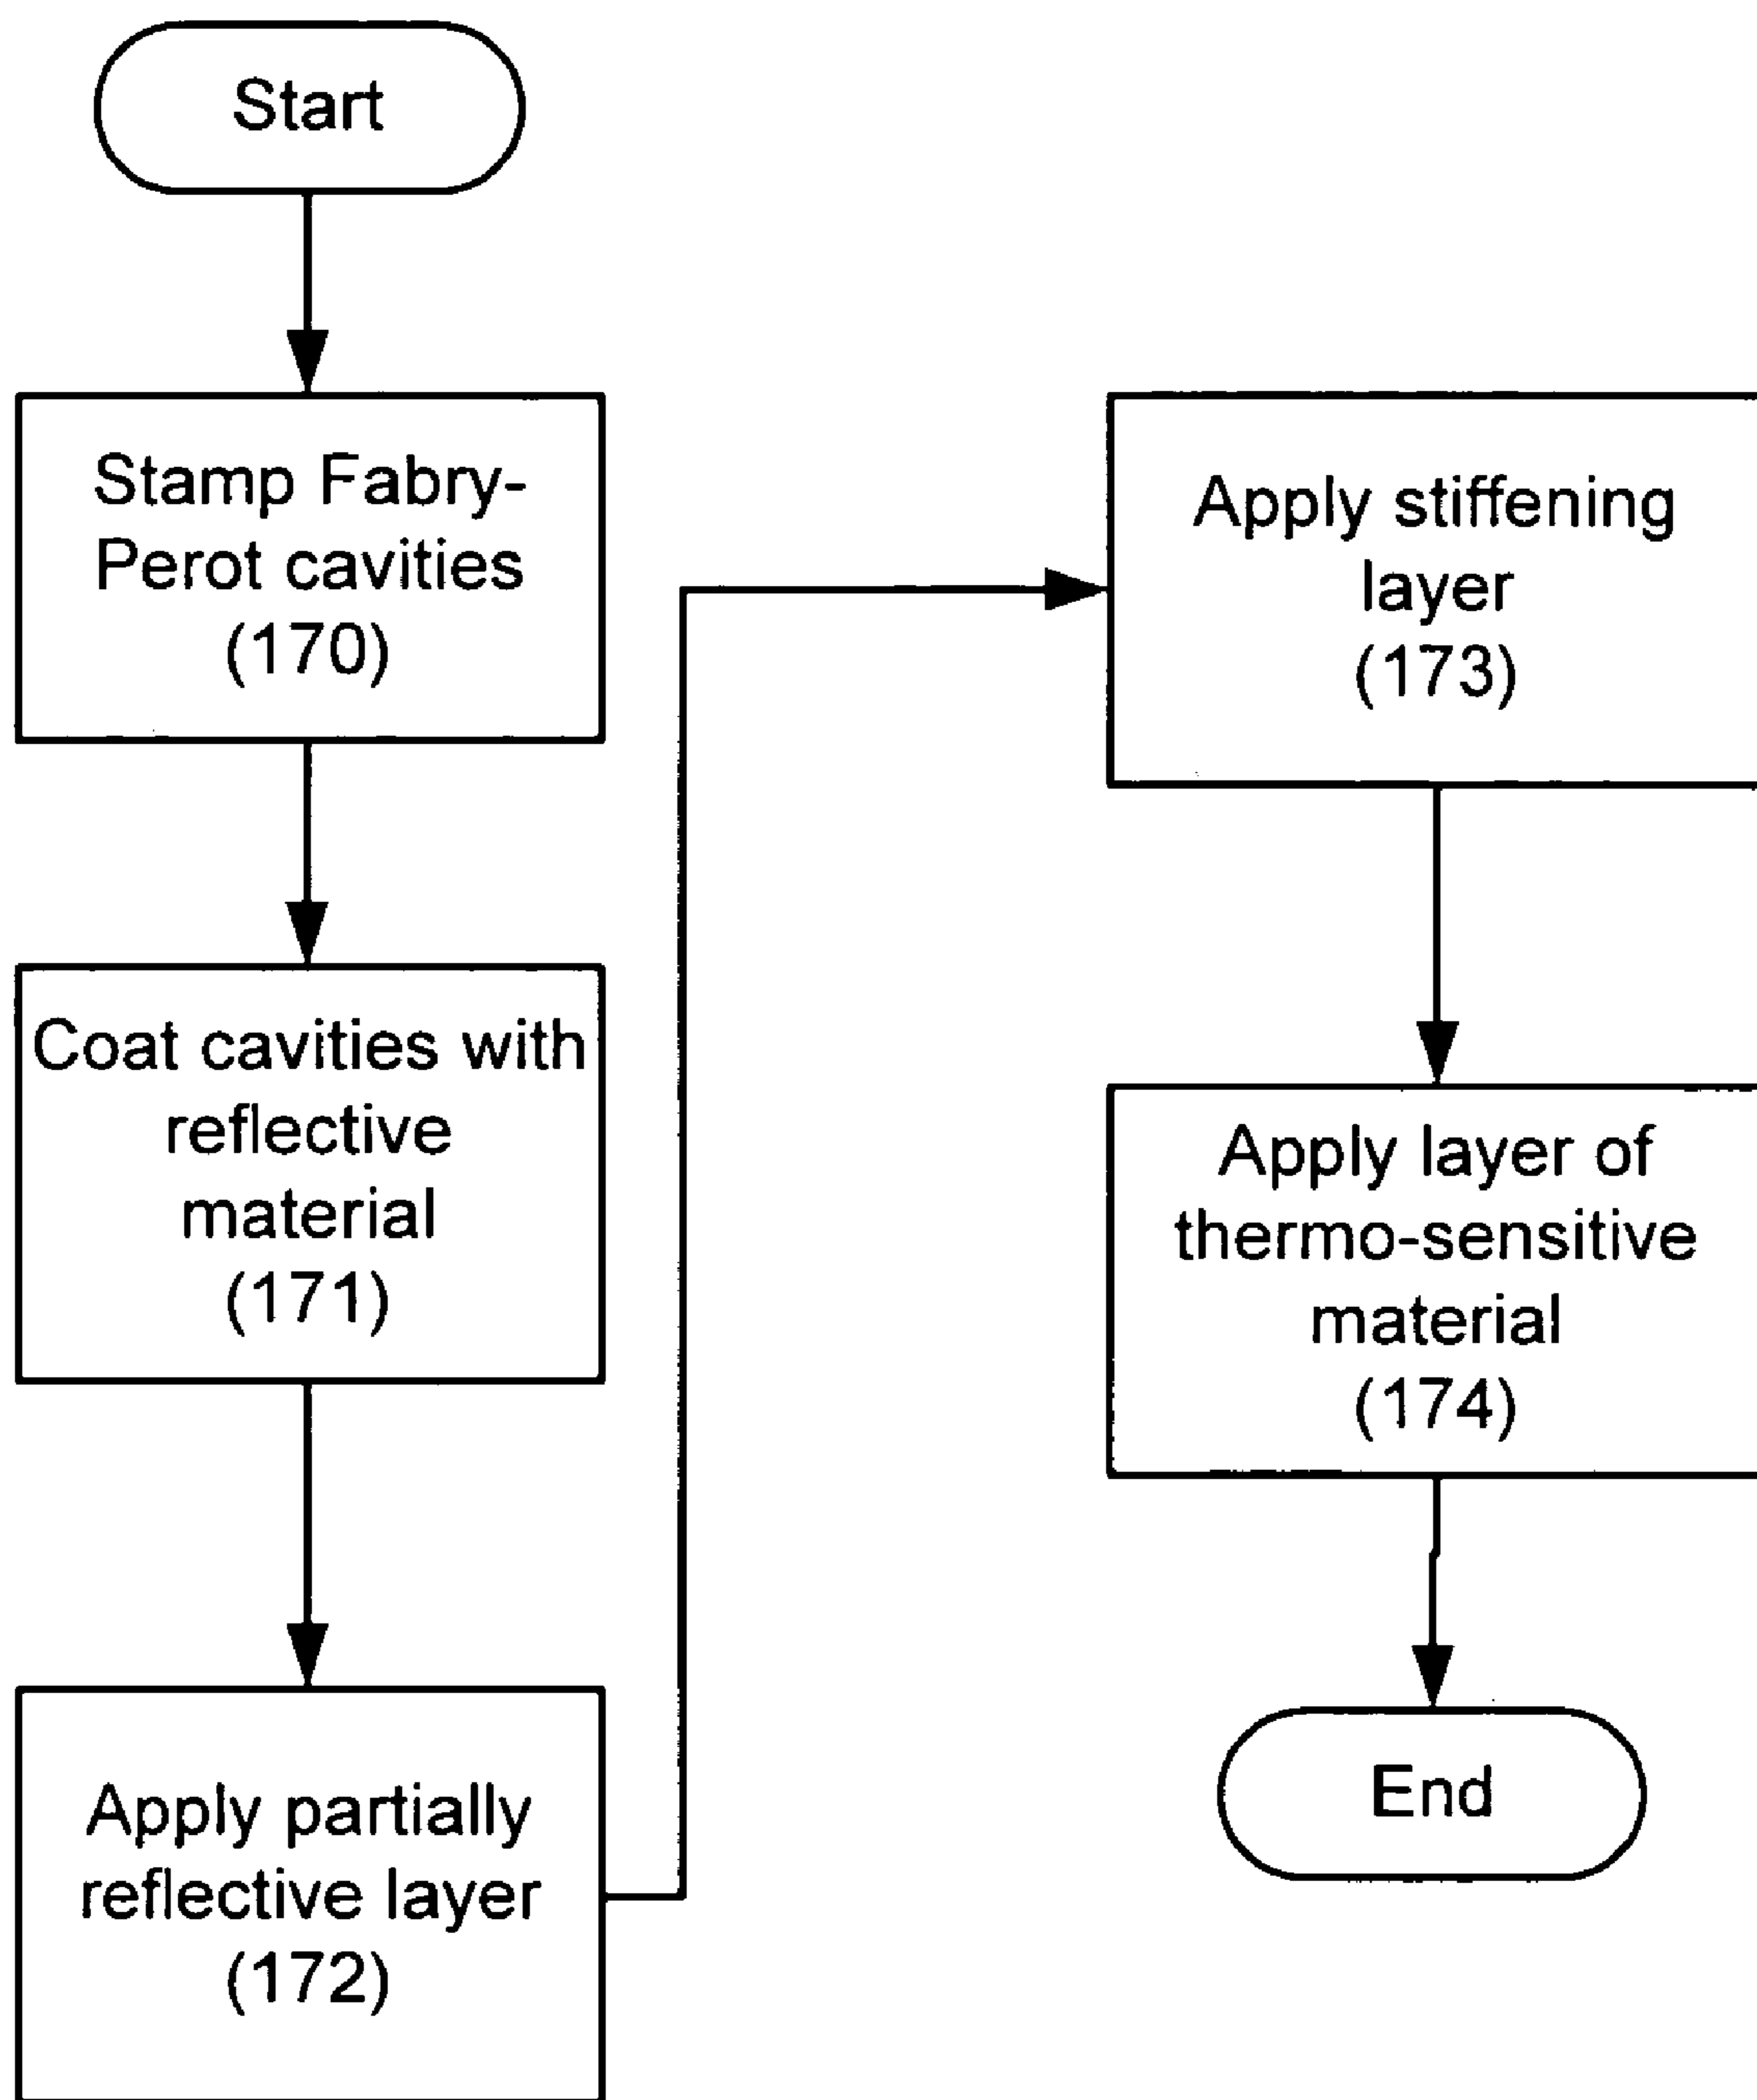 Start
Stamp Fabry-
Perot cavities
(170)
Coat cavities with
reflective
material
(171)
Apply partially
reflective layer
(172)
Apply stiffening
layer
(173)
Apply layer of
thermo-sensitive
material
(174)
End